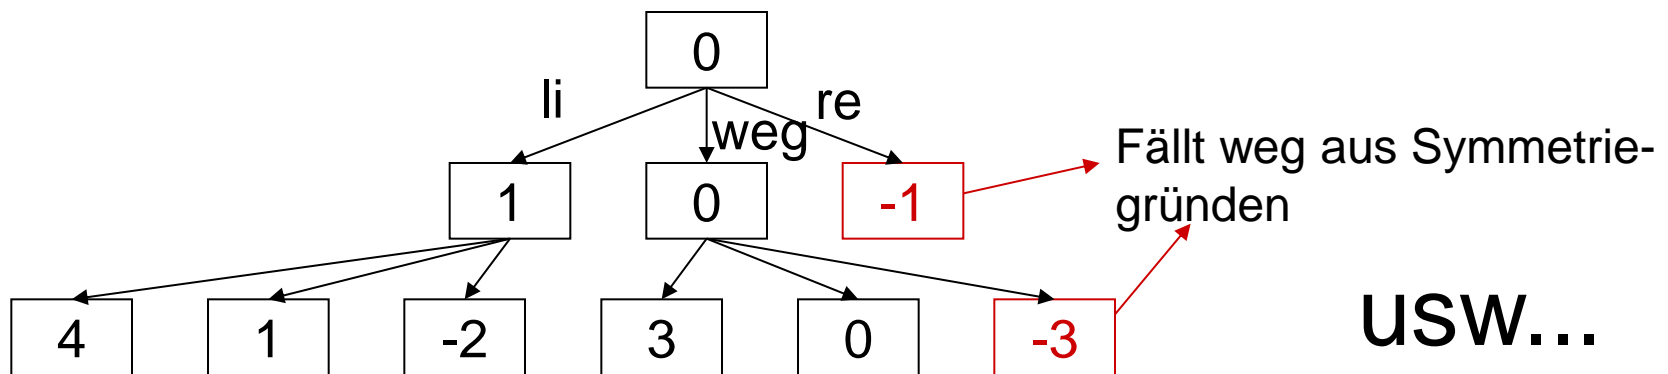 0
li
weg
re
Fällt weg aus Symmetrie-
gründen
1
0
-1
4
1
-2
3
0
-3
usw...